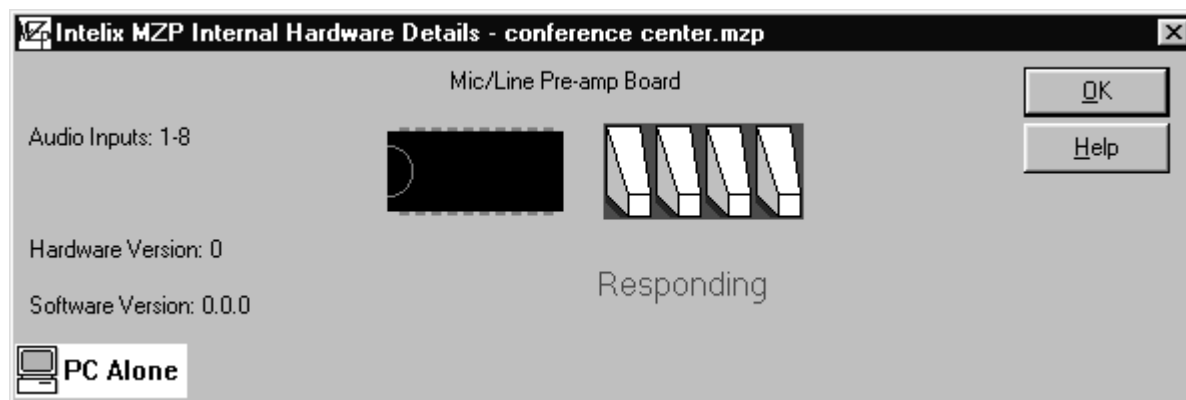 Intelix MZP Internal Hardware Details - conference center.mzp
Mic/Line Pre-amp Board
OK
Audio Inputs: 1-8
Help
Hardware Version: 0
Responding
Software Version: 0.0.0
PC Alone